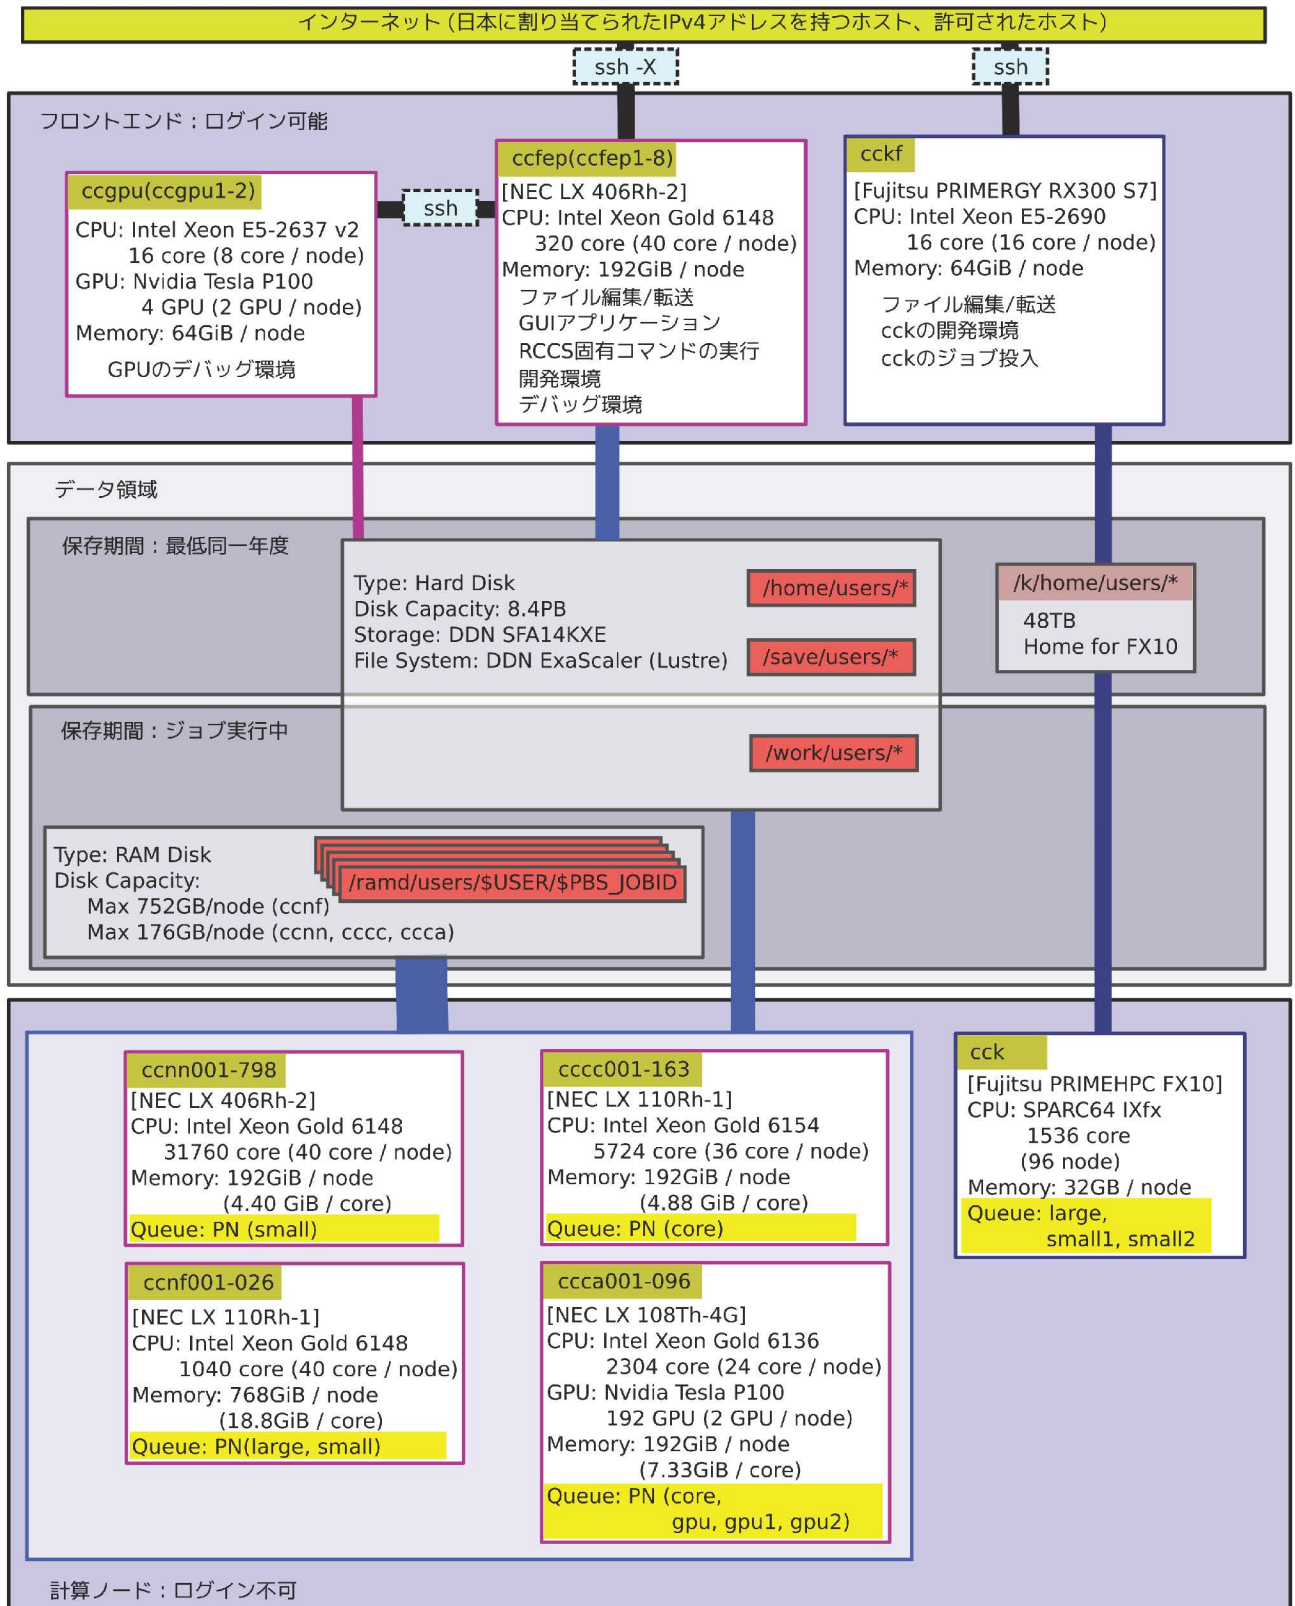 インターネット (日本に割り当てられたIPv4アドレスを持つホスト、許可されたホスト)
ssh -X
ssh
フロントエンド：ログイン可能
ccgpu(ccgpu1-2)
CPU: Intel Xeon E5-2637 v2
16 core (8 core / node)
GPU: Nvidia Tesla P100
4 GPU (2 GPU / node)
Memory: 64GiB / node
GPUのデバッグ環境
ssh
ccfep(ccfep1-8)
[NEC LX 406Rh-2]
CPU: Intel Xeon Gold 6148
320 core (40 core / node)
Memory: 192GiB / node
ファイル編集/転送
GUIアプリケーション
RCCS固有コマンドの実行
開発環境
デバッグ環境
cckf
[Fujitsu PRIMERGY RX300 S7]
CPU: Intel Xeon E5-2690
16 core (16 core / node)
Memory: 64GiB / node
ファイル編集/転送
cckの開発環境
cckのジョブ投入
データ領域
保存期間：最低同一年度
Type: Hard Disk
Disk Capacity: 8.4PB
Storage: DDN SFA14KXE
File System: DDN ExaScaler (Lustre)
/home/users/*
/save/users/*
/k/home/users/*
48TB
Home for FX10
保存期間：ジョブ実行中
/work/users/*
Type: RAM Disk
Disk Capacity:
Max 752GB/node (ccnf)
Max 176GB/node (ccnn, cccc, ccca)
/ramd/users/$USER/$PBS_JOBID
ccnn001-798
[NEC LX 406Rh-2]
CPU: Intel Xeon Gold 6148
31760 core (40 core / node)
Memory: 192GiB / node
(4.40 GiB / core)
Queue: PN (small)
cccc001-163
[NEC LX 110Rh-1]
CPU: Intel Xeon Gold 6154
5724 core (36 core / node)
Memory: 192GiB / node
(4.88 GiB / core)
Queue: PN (core)
cck
[Fujitsu PRIMEHPC FX10]
CPU: SPARC64 IXfx
1536 core
(96 node)
Memory: 32GB / node
Queue: large,
small1, small2
ccnf001-026
[NEC LX 110Rh-1]
CPU: Intel Xeon Gold 6148
1040 core (40 core / node)
Memory: 768GiB / node
(18.8GiB / core)
Queue: PN(large, small)
ccca001-096
[NEC LX 108Th-4G]
CPU: Intel Xeon Gold 6136
2304 core (24 core / node)
GPU: Nvidia Tesla P100
192 GPU (2 GPU / node)
Memory: 192GiB / node
(7.33GiB / core)
Queue: PN (core,
gpu, gpu1, gpu2)
計算ノード：ログイン不可